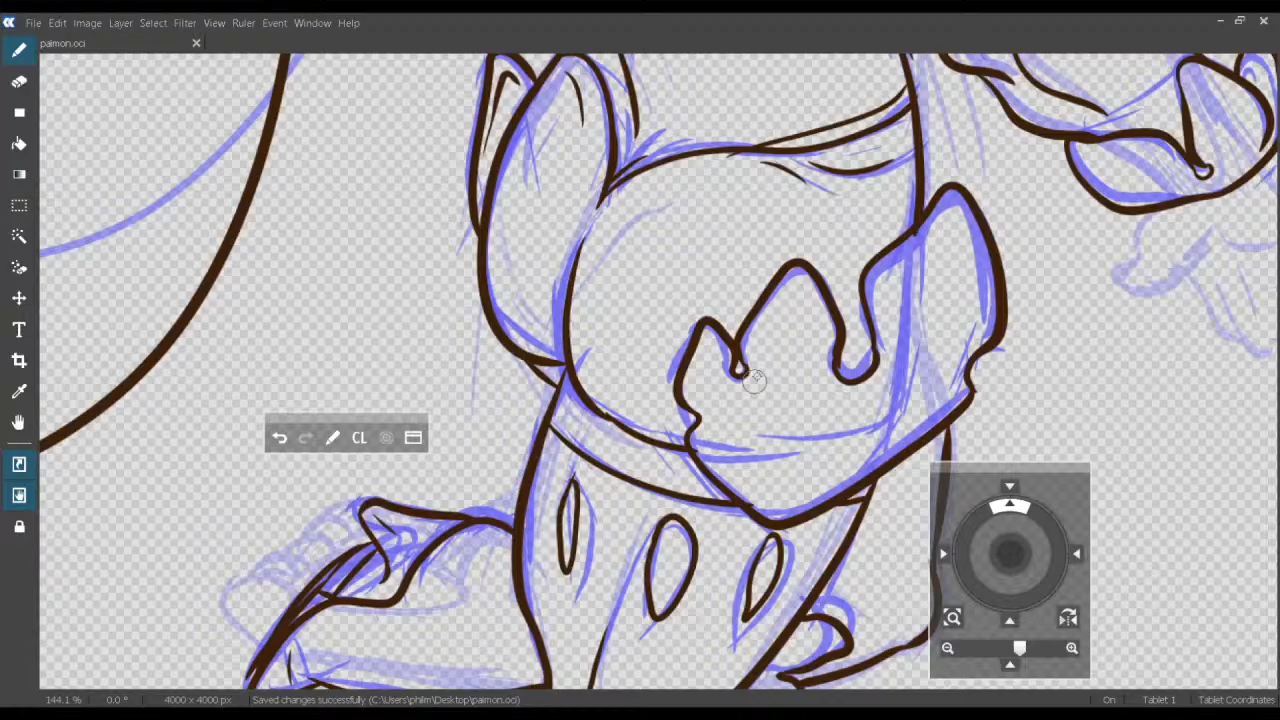 File Edit Image Layer Select Filter View Ruler Event Window Help
paimon.oci
CL
144.1 % 0.0 ° 4000 x 4000 px Saved changes successfully (C:\Users\philm\Desktop\paimon.oci) On Tablet 1 Tablet Coordinates